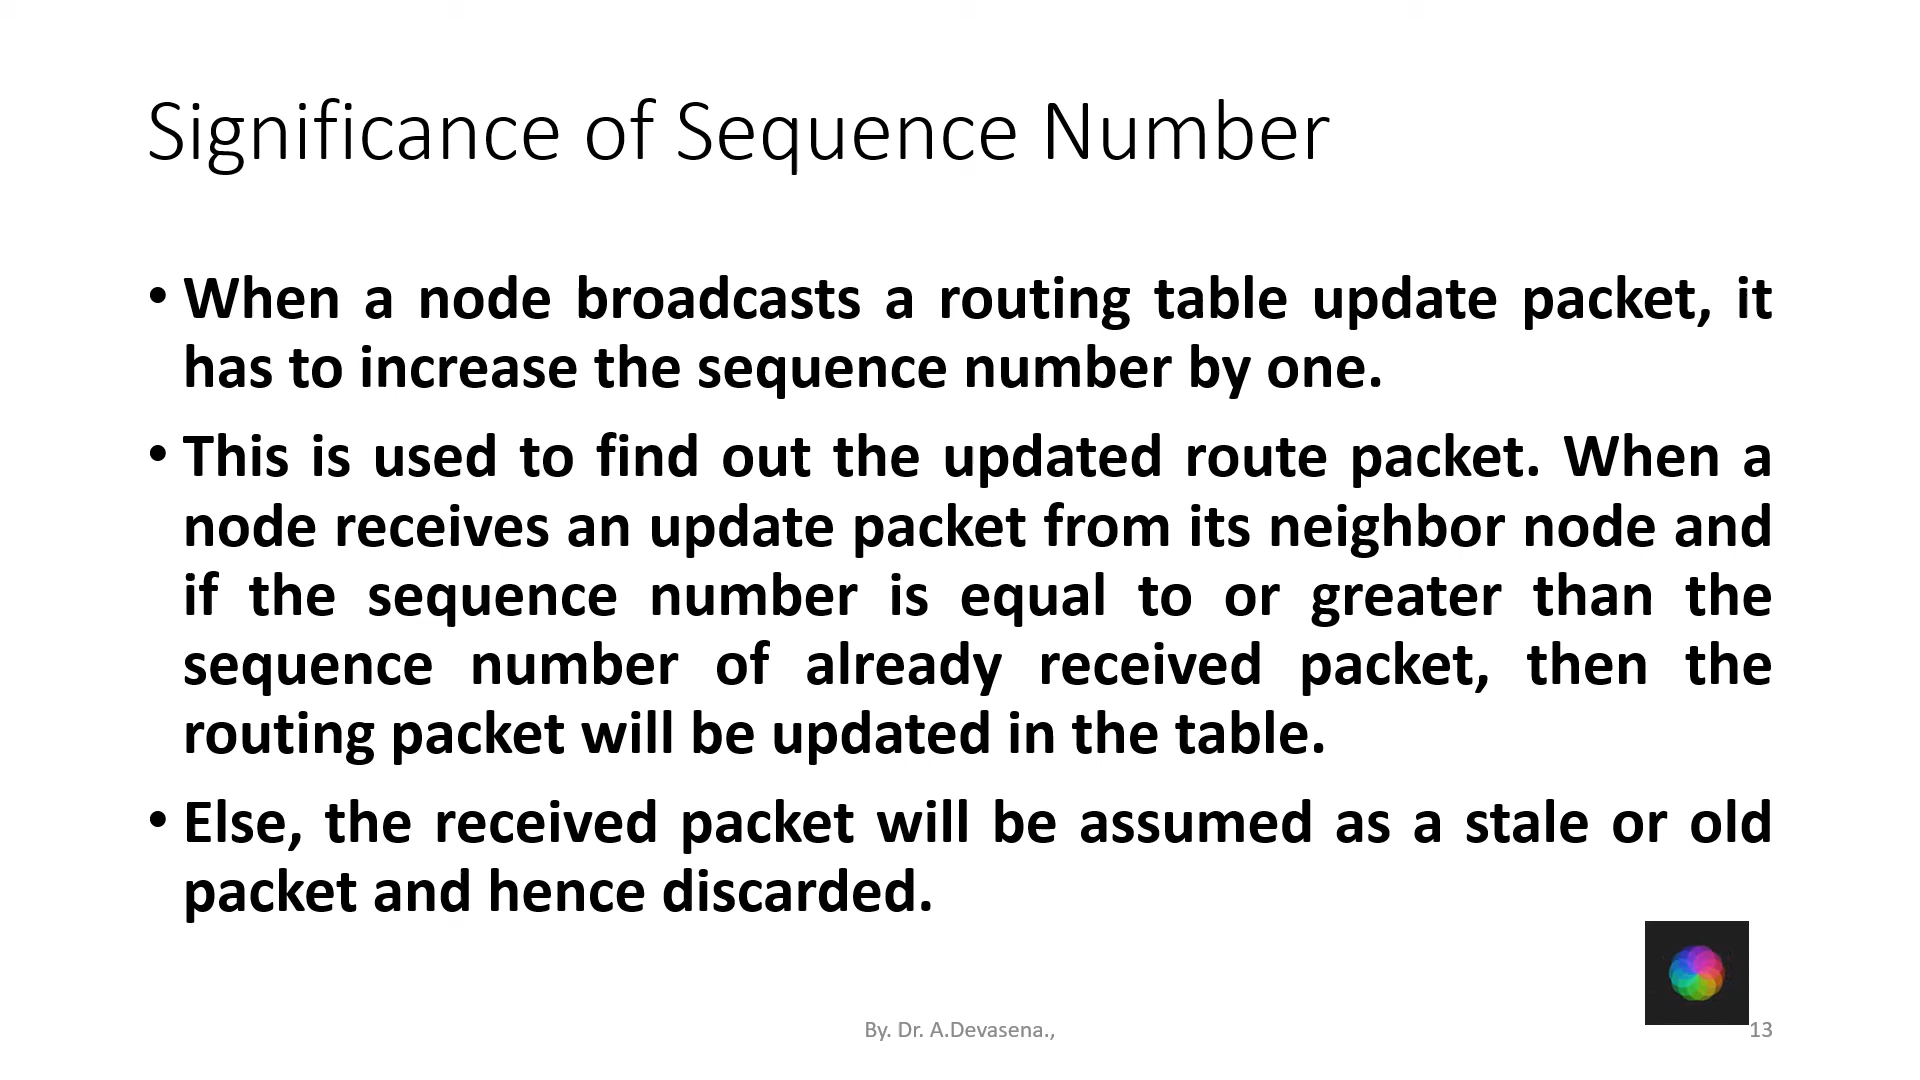 Significance of Sequence Number
• When a node broadcasts a routing table update packet, it
has to increase the sequence number by one.
• This is used to find out the updated route packet. When a
node receives an update packet from its neighbor node and
if the sequence number is equal to or greater than the
sequence number of already received packet, then the
routing packet will be updated in the table.
• Else, the received packet will be assumed as a stale or old
packet and hence discarded.
By. Dr. A.Devasena.,
13